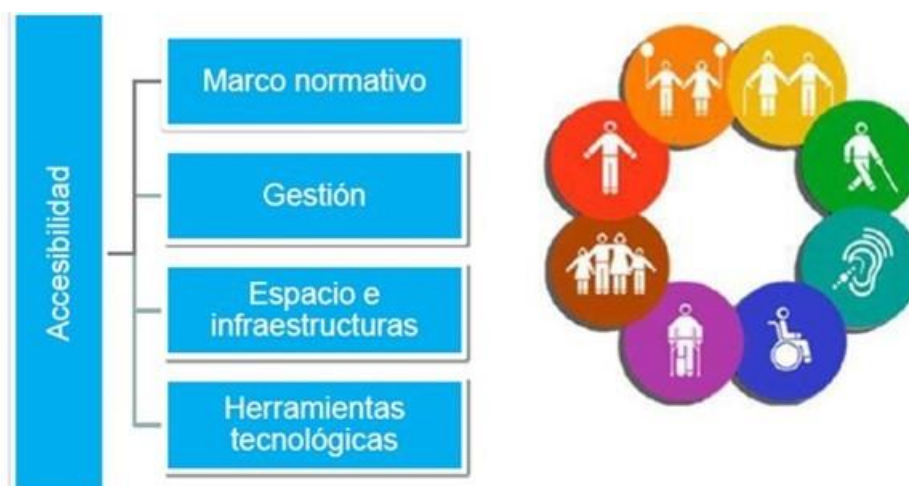 Accesibilidad
Marco normativo
Gestión
Espacio e
infraestructuras
Herramientas
tecnológicas